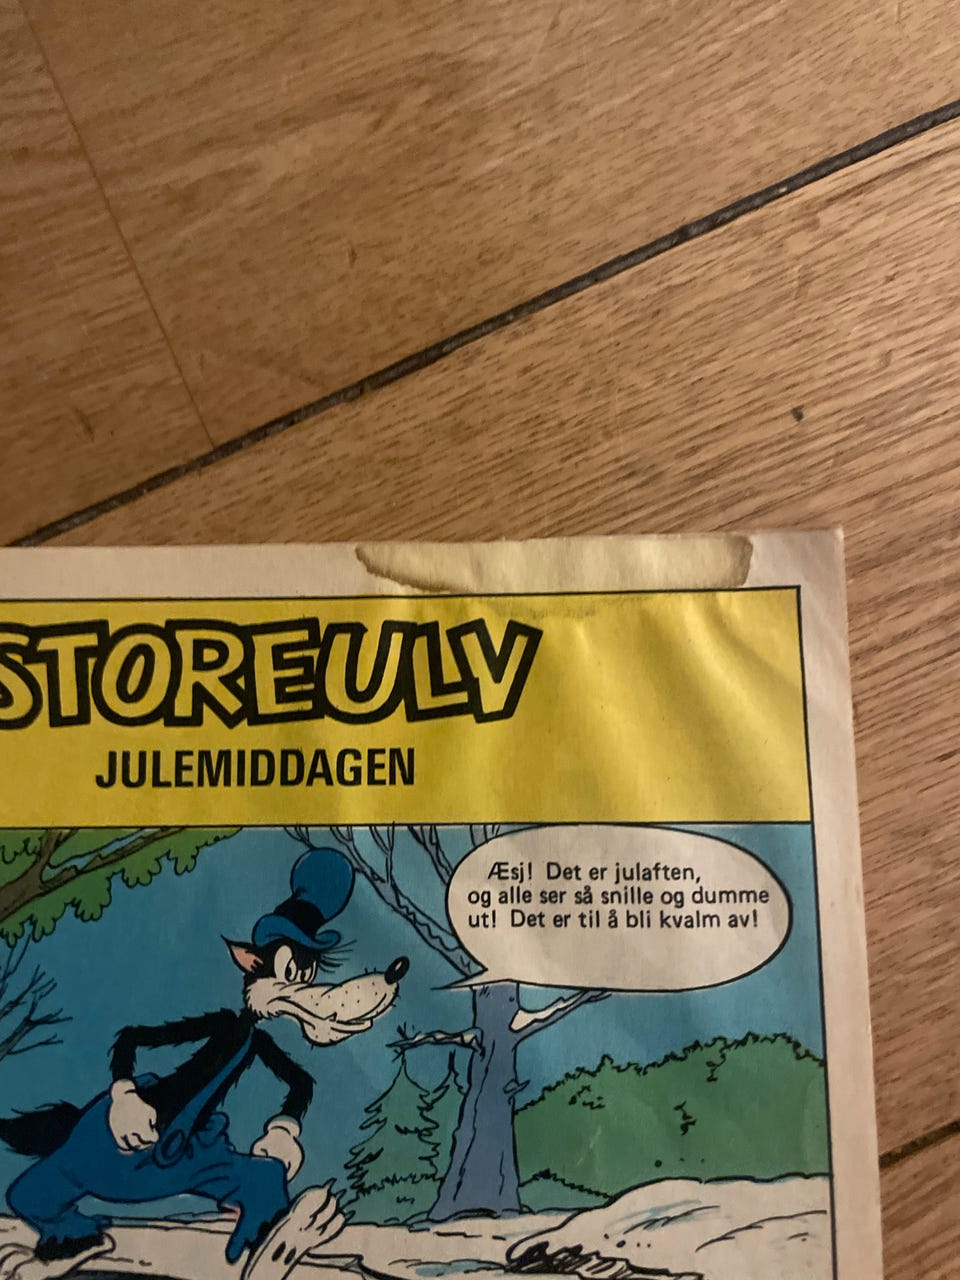 STOREULV
JULEMIDDAGEN
Æsj! Det er julaften,
og alle ser så snille og dumme
ut! Det er til å bli kvalm av!